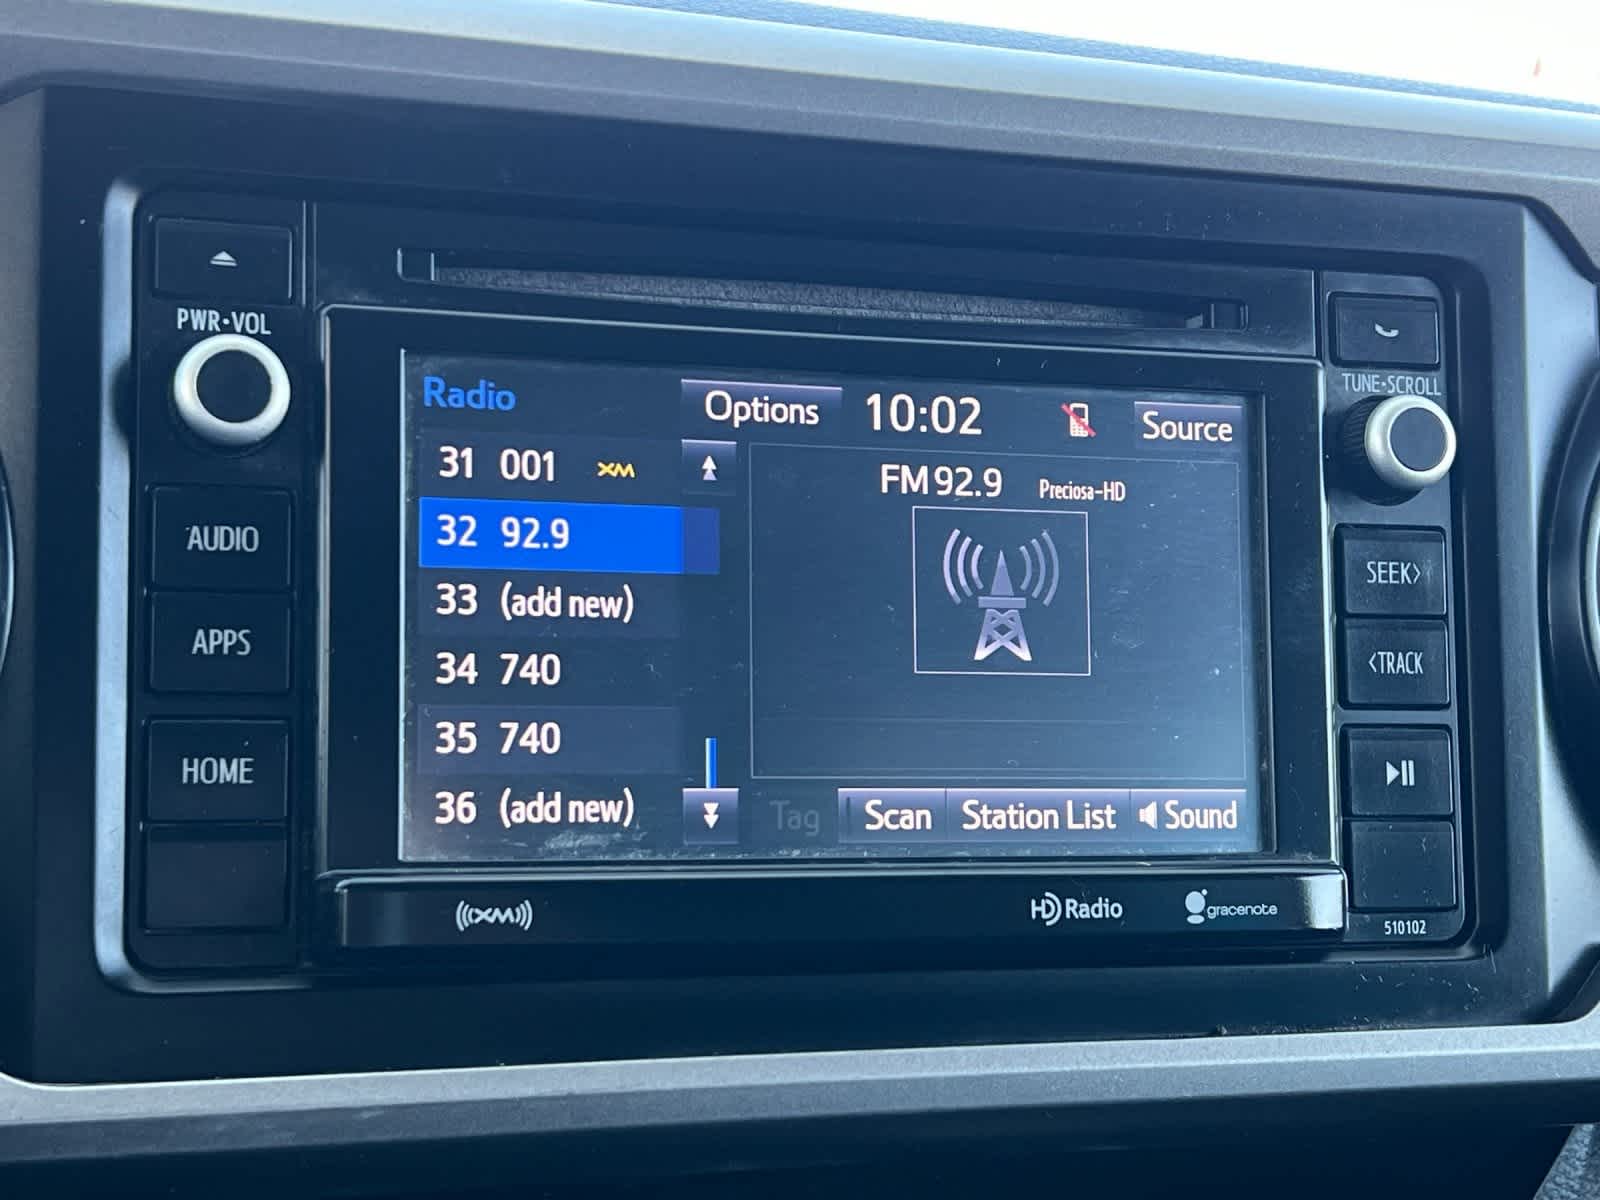 PWR•VOL
AUDIO
APPS
HOME
Radio
Options
10:02
Source
31 001 XM
32 92.9
33 (add new)
34 740
35 740
36 (add new)
FM 92.9 Preciosa-HD
Tag
Scan
Station List
Sound
TUNE•SCROLL
SEEK>
<TRACK
510102
((XM))
HD Radio
gracenote